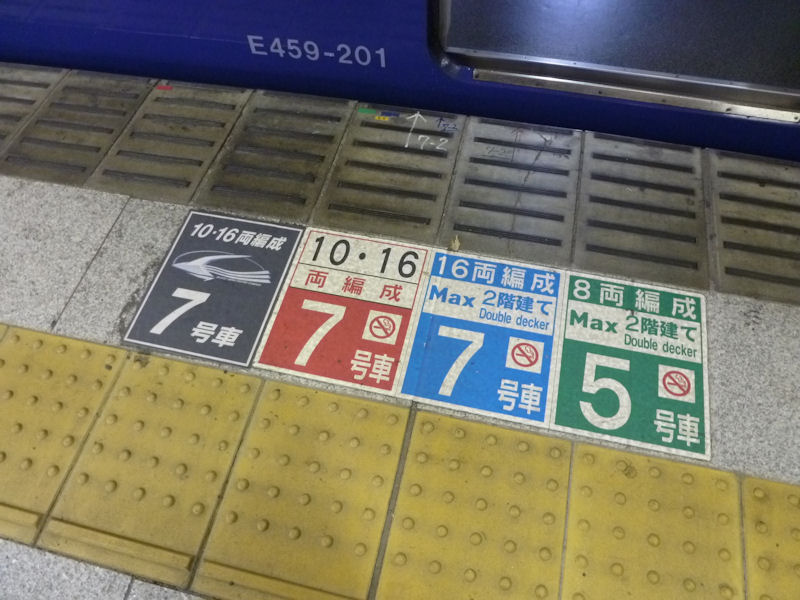 E459-201
7-2
10・16両編成
7号車
10・16
両編成
7号車
16両編成
Max 2階建て
Double decker
7号車
8両編成
Max 2階建て
Double decker
5号車